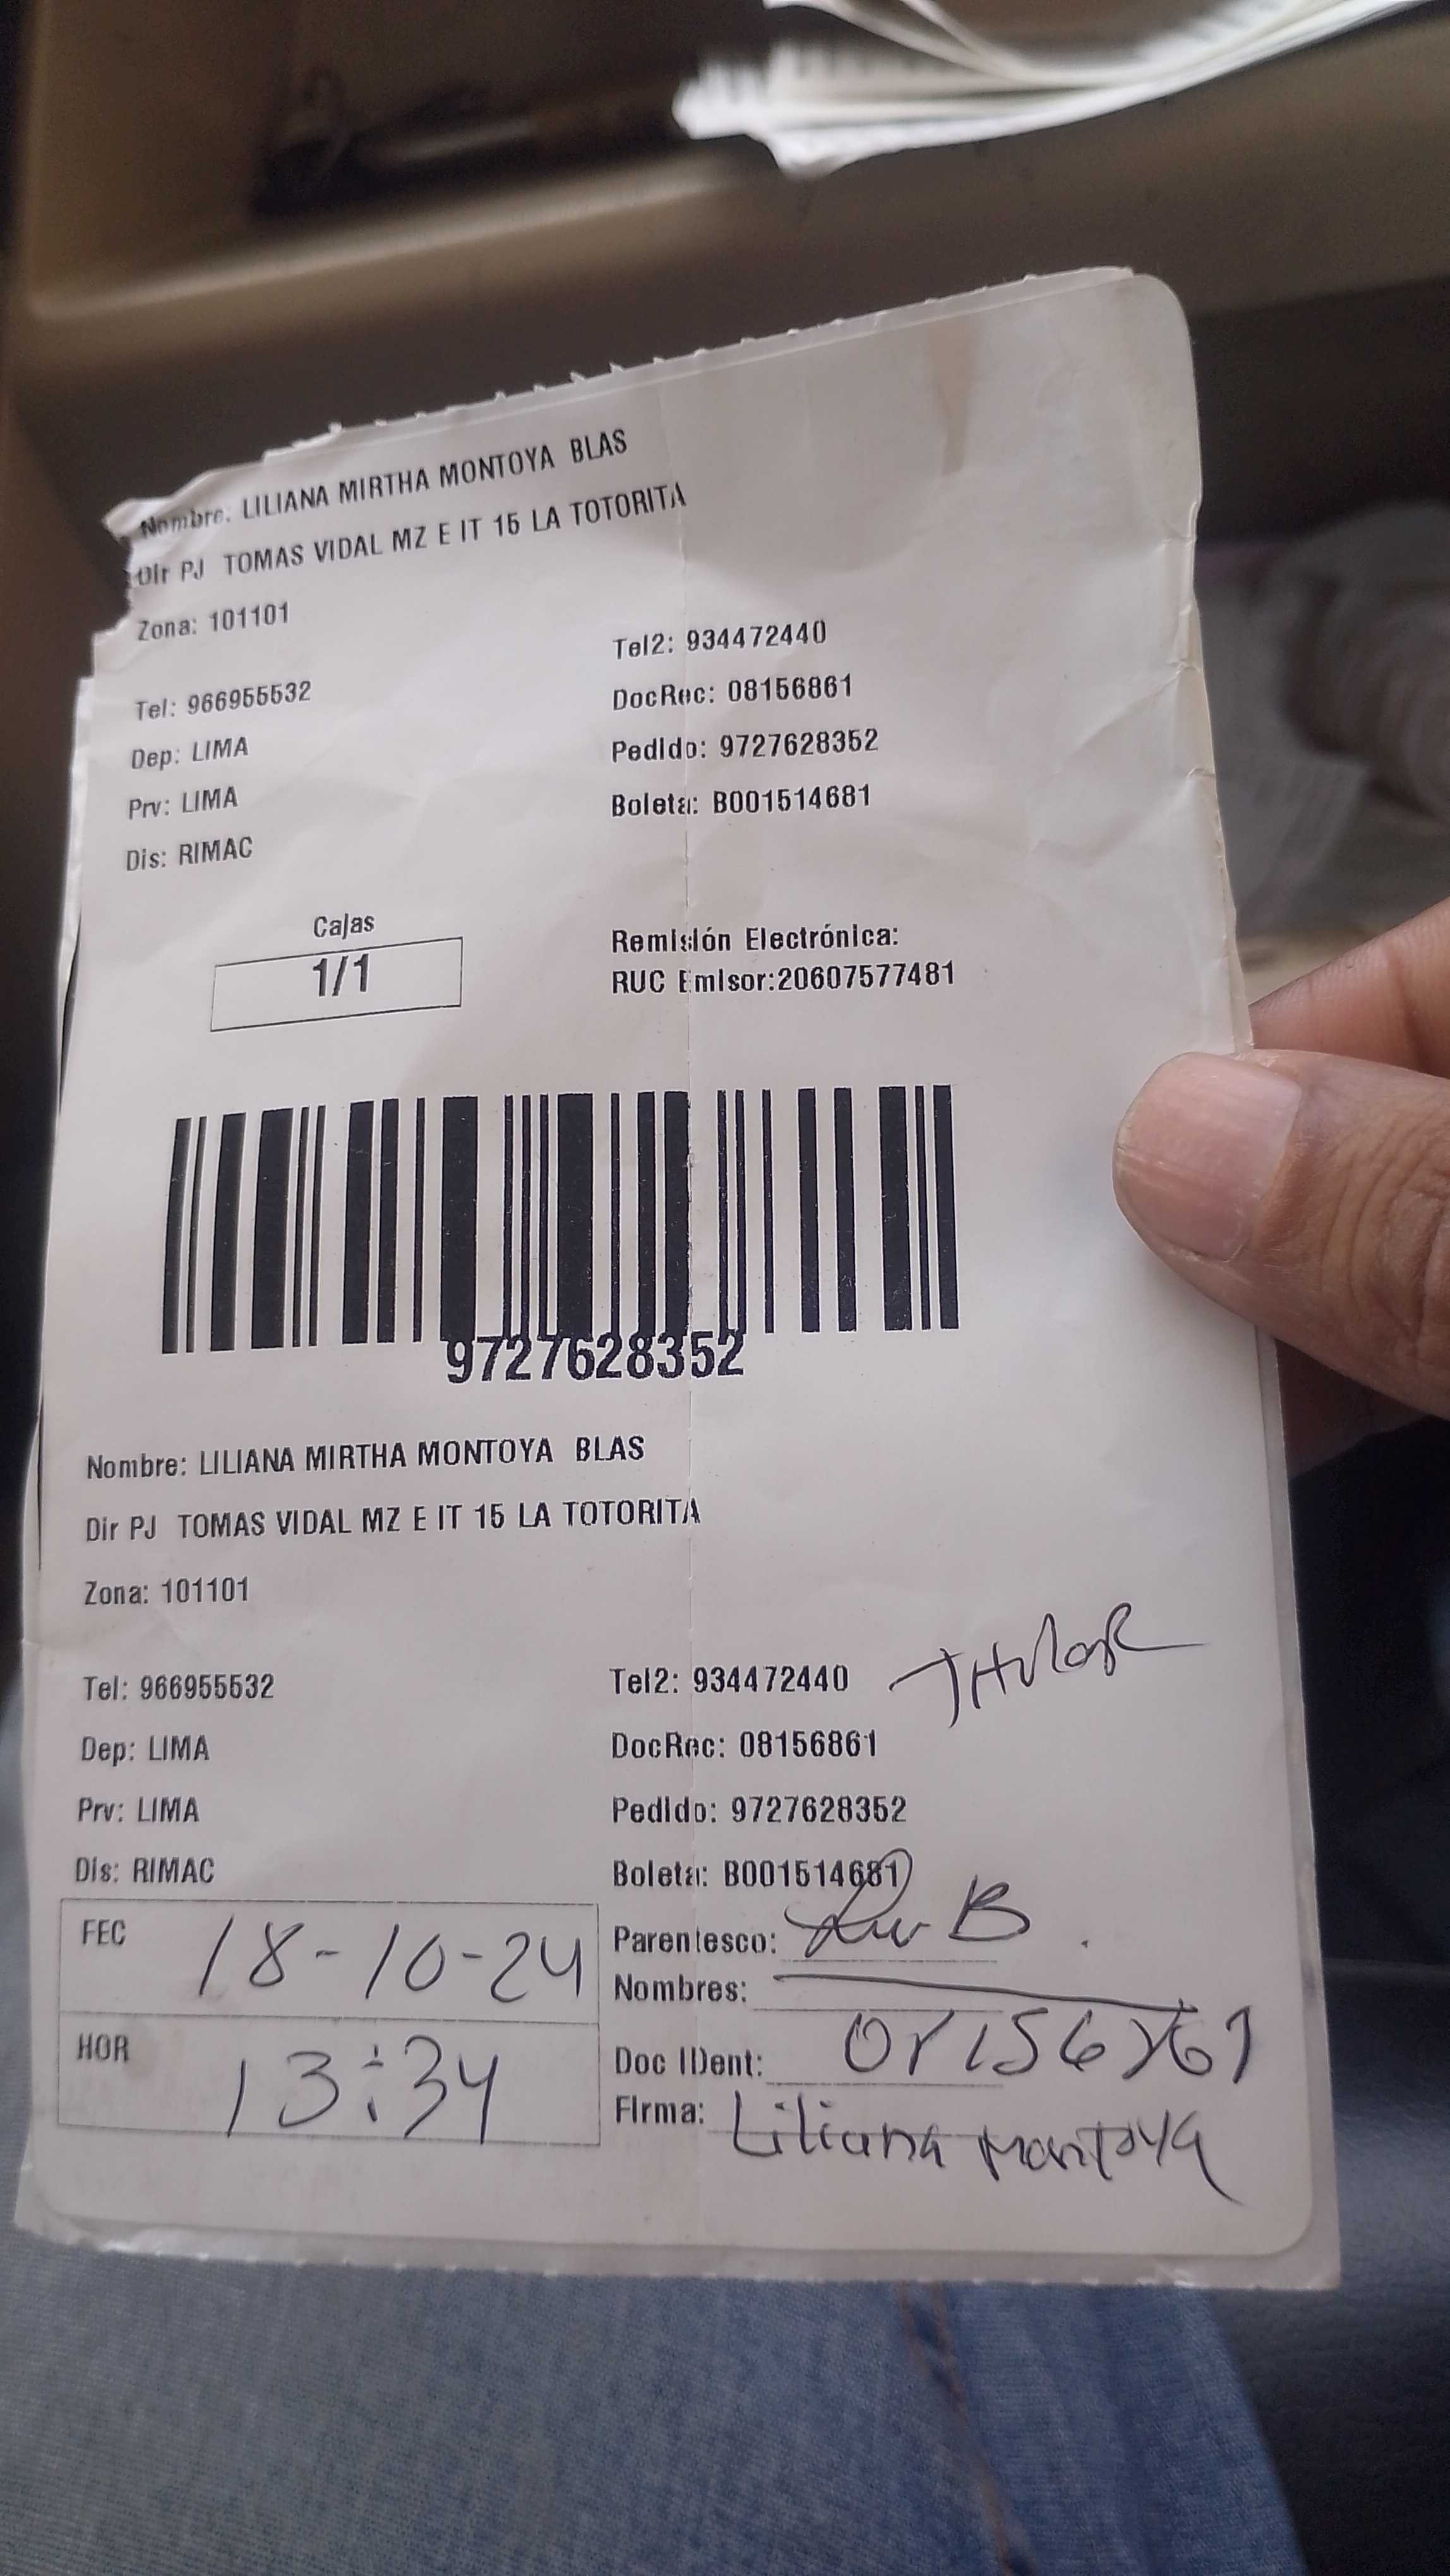 Nombre: LILIANA MIRTHA MONTOYA BLAS
Dir PJ TOMAS VIDAL MZ E IT 15 LA TOTORITA
Zona: 101101
Tel: 966955532 Tel2: 934472440
Dep: LIMA DocRec: 08156861
Prv: LIMA Pedido: 9727628352
Dis: RIMAC Boleta: B001514681
Cajas
1/1
Remisión Electrónica:
RUC Emisor:20607577481
9727628352
Nombre: LILIANA MIRTHA MONTOYA BLAS
Dir PJ TOMAS VIDAL MZ E IT 15 LA TOTORITA
Zona: 101101
Titular
Tel: 966955532 Tel2: 934472440
Dep: LIMA DocRec: 08156861
Prv: LIMA Pedido: 9727628352
Dis: RIMAC Boleta: B001514681
FEC 18-10-24
Parentesco:
Nombres:
HOR 13:34
Doc IDent: 08156861
Firma: Liliana Montoya